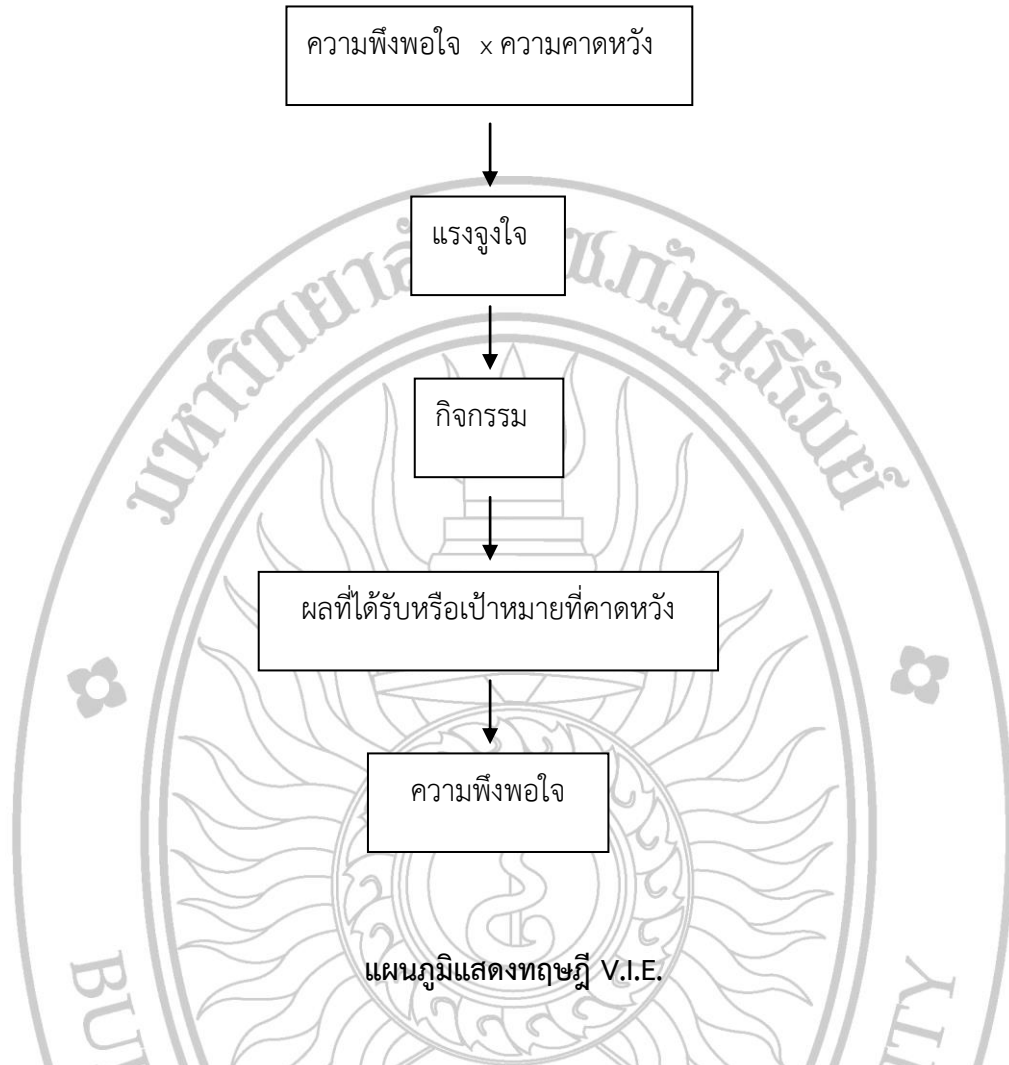 ความพึงพอใจ x ความคาดหวัง
แรงจูงใจ
กิจกรรม
ผลที่ได้รับหรือเป้าหมายที่คาดหวัง
ความพึงพอใจ
แผนภูมิแสดงทฤษฎี V.I.E.